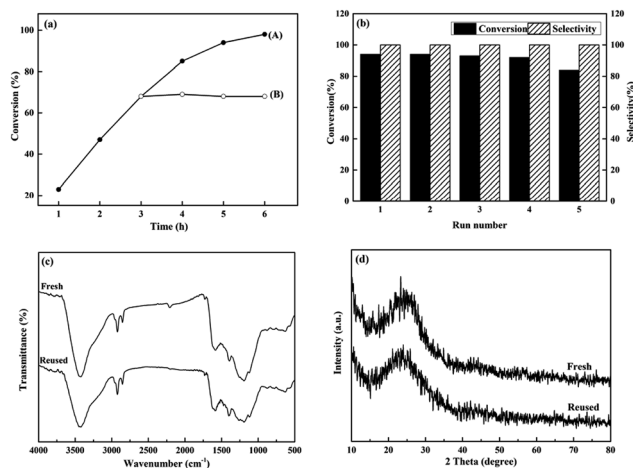 (a)
(A)
(B)
Conversion (%)
100
80
60
40
20
1 2 3 4 5 6
Time (h)
(b)
Conversion Selectivity
Conversion(%)
120
100
80
60
40
20
0
120
100
80
60
40
20
0
Selectivity(%)
1 2 3 4 5
Run number
(c)
Fresh
Reused
Transmittance (%)
4000 3500 3000 2500 2000 1500 1000 500
Wavenumber (cm⁻¹)
(d)
Fresh
Reused
Intensity (a.u.)
10 20 30 40 50 60 70 80
2 Theta (degree)